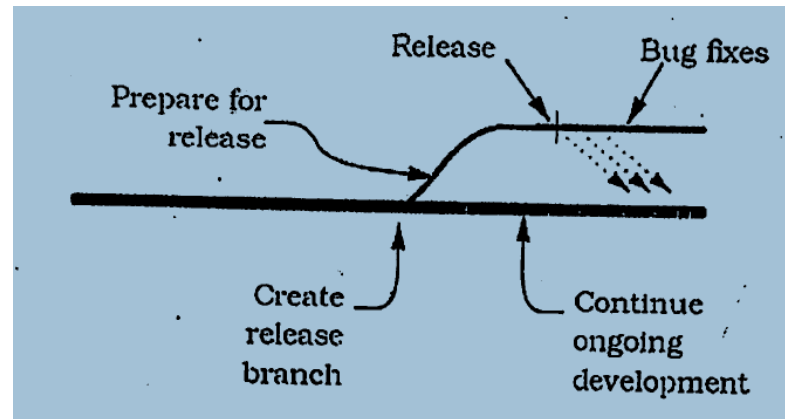 Release
Bug fixes
Prepare for
release
Create
release
branch
Continue
ongoing
development